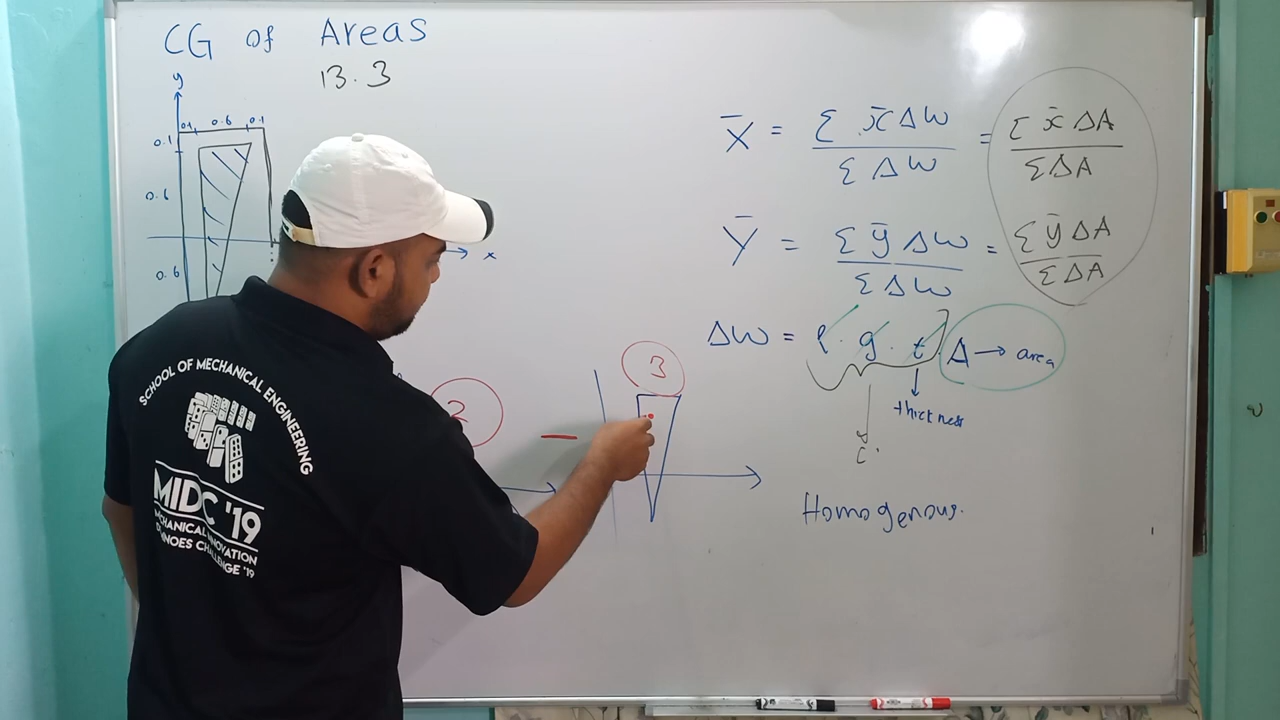 CG of Areas
13.3
y
0.1 0.6 0.1
0.1
0.6
x
0.6
X̄ = Σ x̄ ΔW / Σ ΔW = Σ x̄ ΔA / Σ ΔA
Ȳ = Σ ȳ ΔW / Σ ΔW = Σ ȳ ΔA / Σ ΔA
ΔW = ρ . g . t . A → area
thickness
C
Homogenous.
2
3
SCHOOL OF MECHANICAL ENGINEERING
MIDC '19
MECHANICAL INNOVATION
DOMINOES CHALLENGE '19